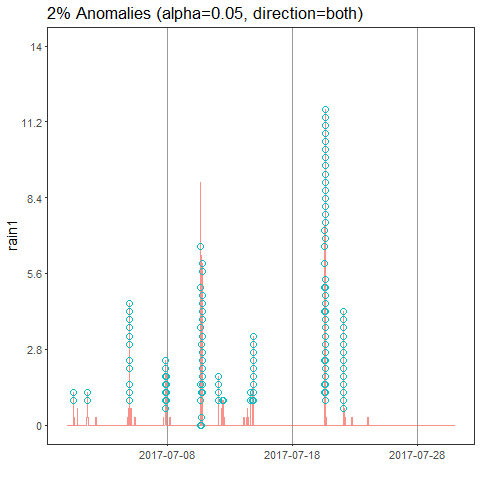 2% Anomalies (alpha=0.05, direction=both)
14
11.2
8.4
5.6
2.8
0
rain1
2017-07-08 2017-07-18 2017-07-28